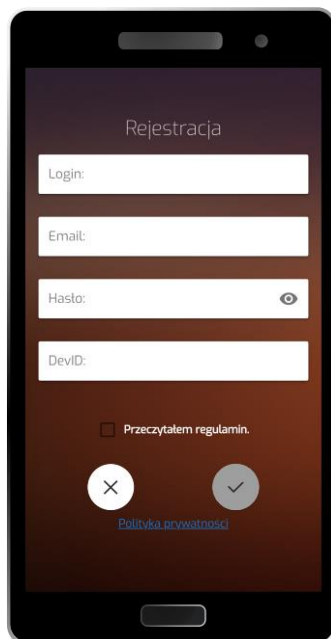 Rejestracja
Login:
Email:
Hasło:
DevID:
Przeczytałem regulamin.
Polityka prywatności